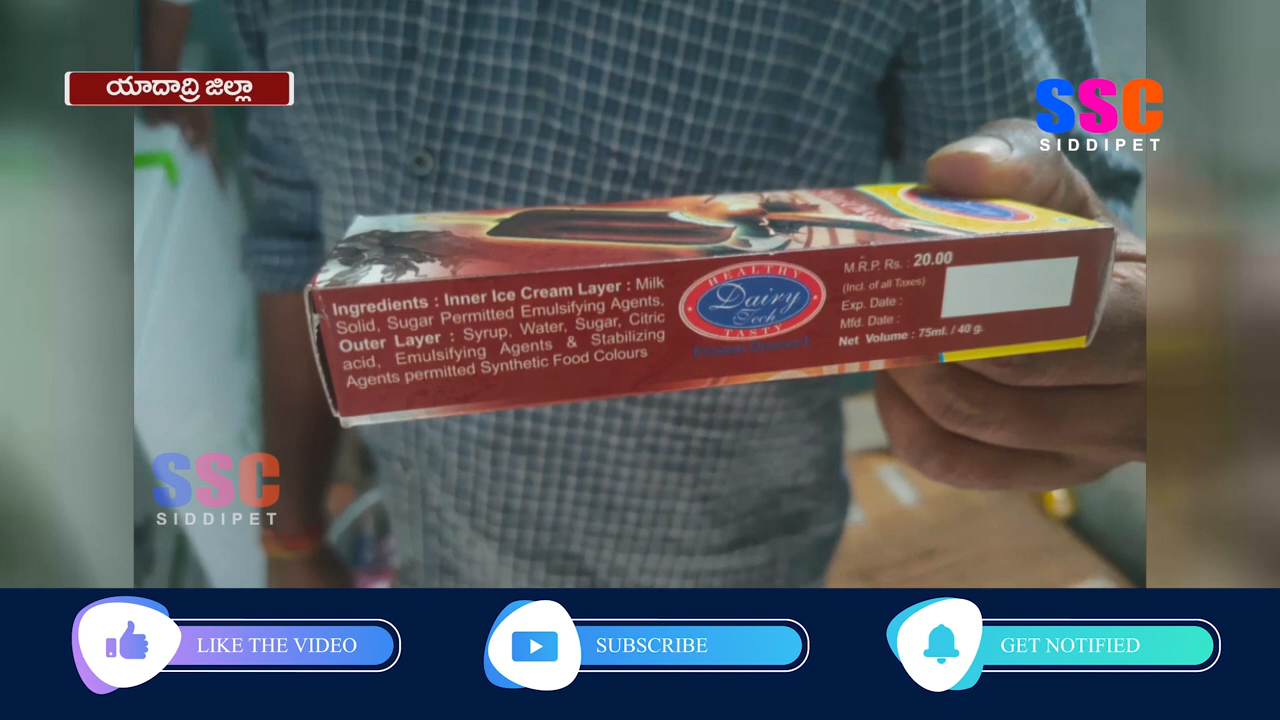 యాదాద్రి జిల్లా
SSC
SIDDIPET
Ingredients : Inner Ice Cream Layer : Milk
Solid, Sugar Permitted Emulsifying Agents.
Outer Layer : Syrup, Water, Sugar, Citric
acid, Emulsifying Agents & Stabilizing
Agents permitted Synthetic Food Colours
HEALTHY
Dairy
Tech
TASTY
M.R.P. Rs. : 20.00
(Incl. of all Taxes)
Exp. Date :
Mfd. Date :
Net Volume : 75ml. / 40 g.
SSC
SIDDIPET
LIKE THE VIDEO
SUBSCRIBE
GET NOTIFIED